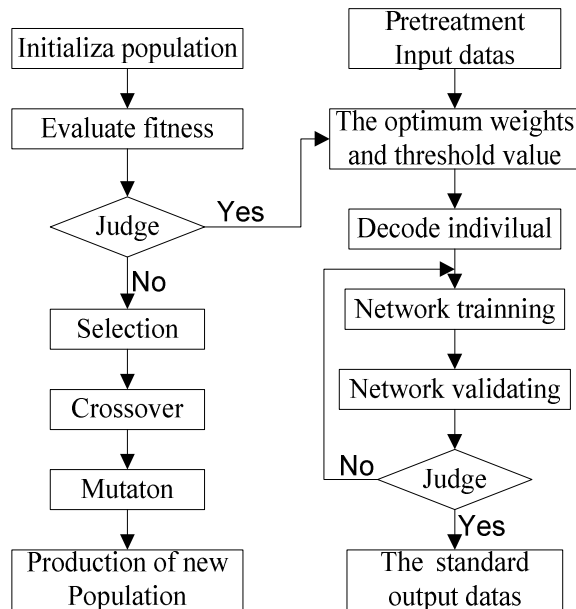 Initializa population
Evaluate fitness
Judge
Yes
No
Selection
Crossover
Mutaton
Production of new
Population
Pretreatment
Input datas
The optimum weights
and threshold value
Decode indivilual
Network trainning
Network validating
No
Judge
Yes
The standard
output datas